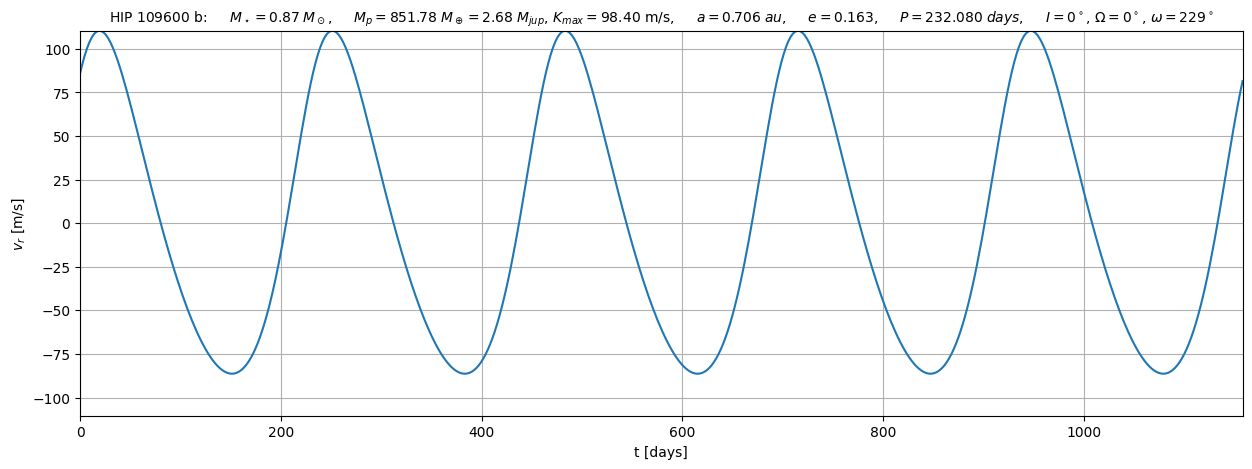 HIP 109600 b: M⋆ = 0.87 M⊙, Mp = 851.78 M⊕ = 2.68 Mjup, Kmax = 98.40 m/s, a = 0.706 au, e = 0.163, P = 232.080 days, I = 0°, Ω = 0°, ω = 229°
100
75
50
25
0
−25
−50
−75
−100
vr [m/s]
0 200 400 600 800 1000
t [days]